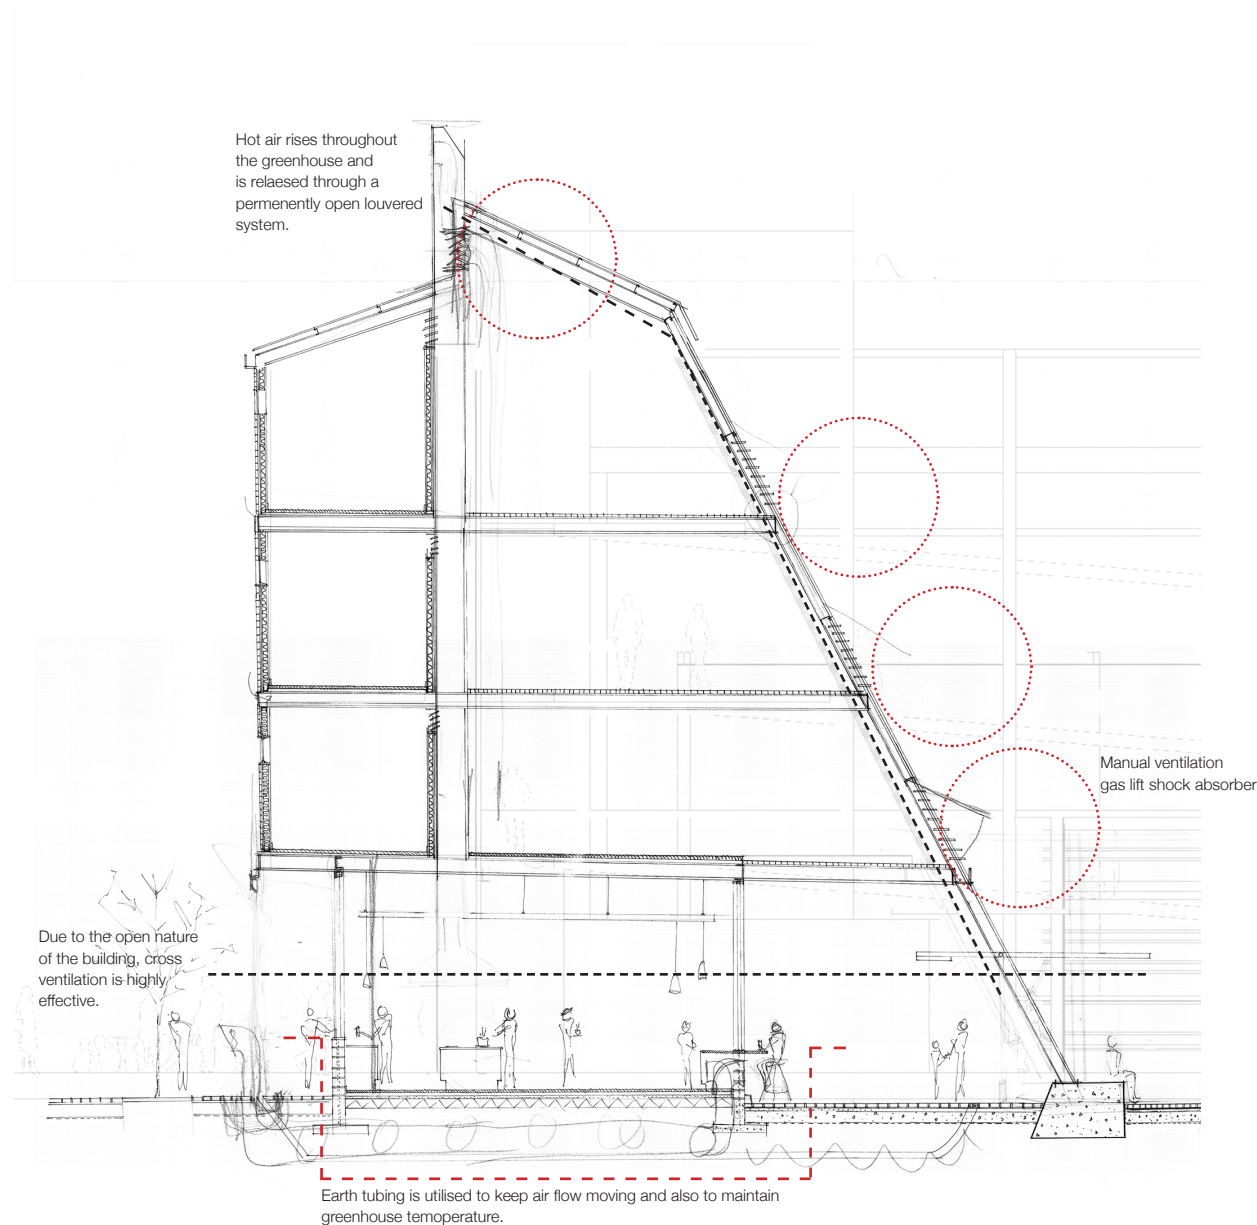 Hot air rises throughout
the greenhouse and
is relaesed through a
permenently open louvered
system.
Manual ventilation
gas lift shock absorber
Due to the open nature
of the building, cross
ventilation is highly
effective.
Earth tubing is utilised to keep air flow moving and also to maintain
greenhouse temoperature.